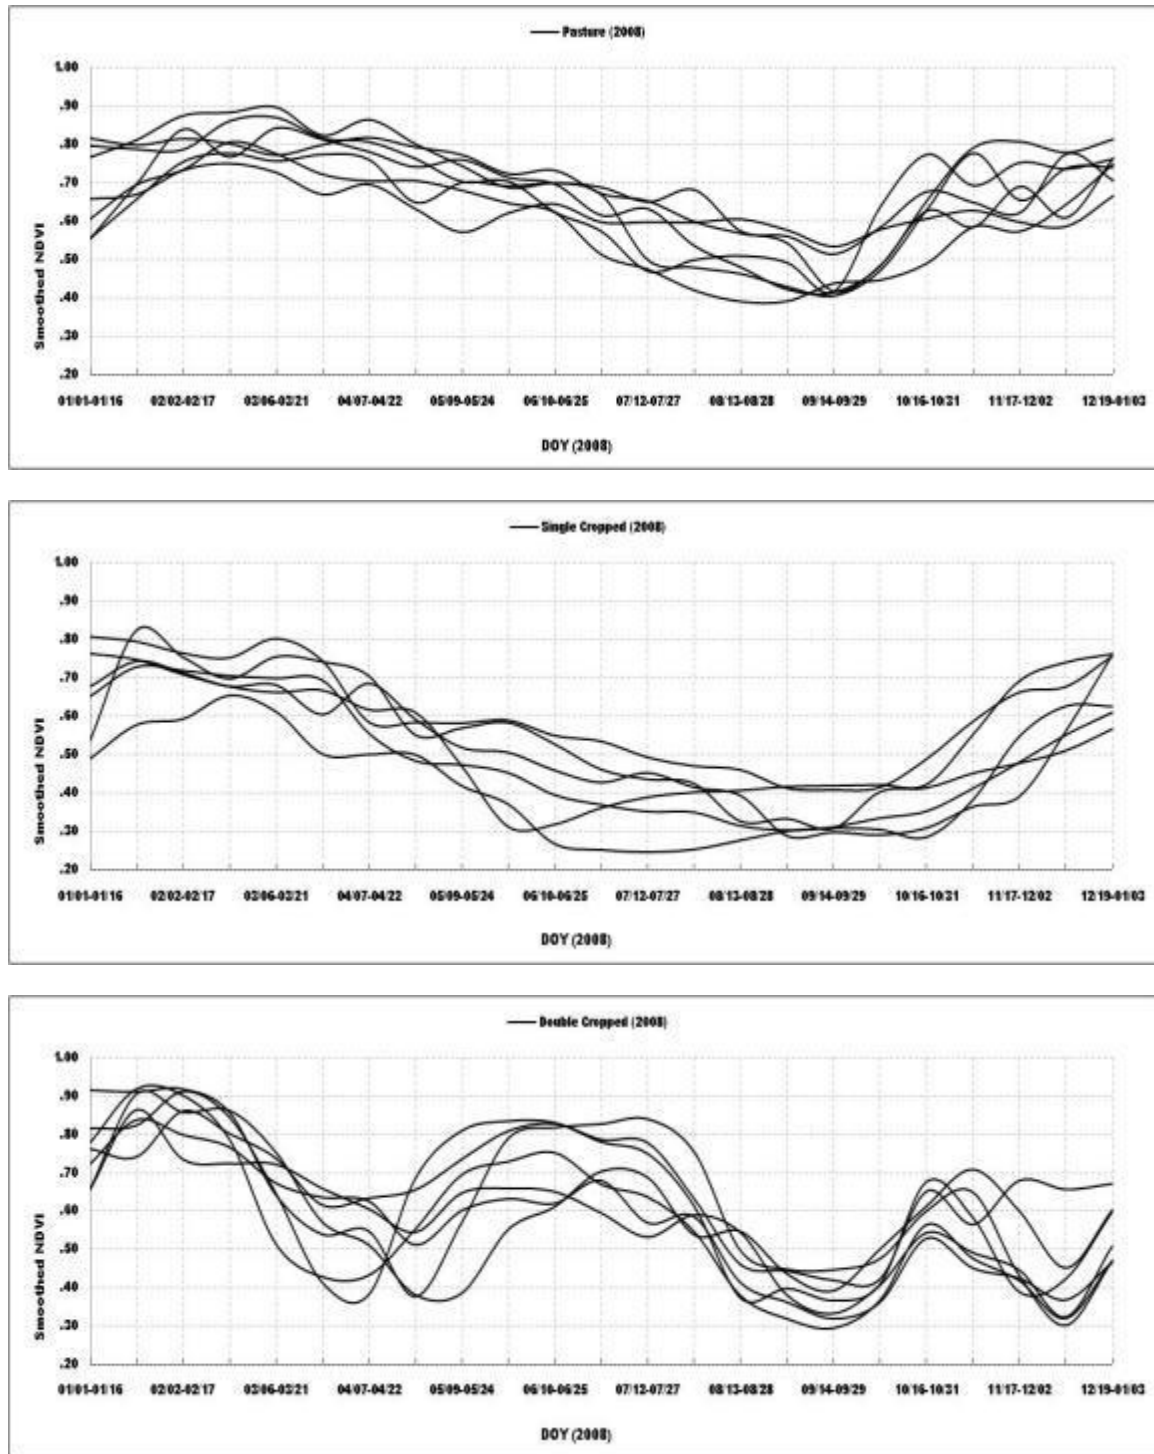 Pasture (2008)
1.00
.90
.80
.70
.60
.50
.40
.30
.20
Smoothed NDVI
01/01-01/16 02/02-02/17 03/06-03/21 04/07-04/22 05/09-05/24 06/10-06/25 07/12-07/27 08/13-08/28 09/14-09/29 10/16-10/31 11/17-12/02 12/19-01/03
DOY (2008)
Single Cropped (2008)
1.00
.90
.80
.70
.60
.50
.40
.30
.20
Smoothed NDVI
01/01-01/16 02/02-02/17 03/06-03/21 04/07-04/22 05/09-05/24 06/10-06/25 07/12-07/27 08/13-08/28 09/14-09/29 10/16-10/31 11/17-12/02 12/19-01/03
DOY (2008)
Double Cropped (2008)
1.00
.90
.80
.70
.60
.50
.40
.30
.20
Smoothed NDVI
01/01-01/16 02/02-02/17 03/06-03/21 04/07-04/22 05/09-05/24 06/10-06/25 07/12-07/27 08/13-08/28 09/14-09/29 10/16-10/31 11/17-12/02 12/19-01/03
DOY (2008)